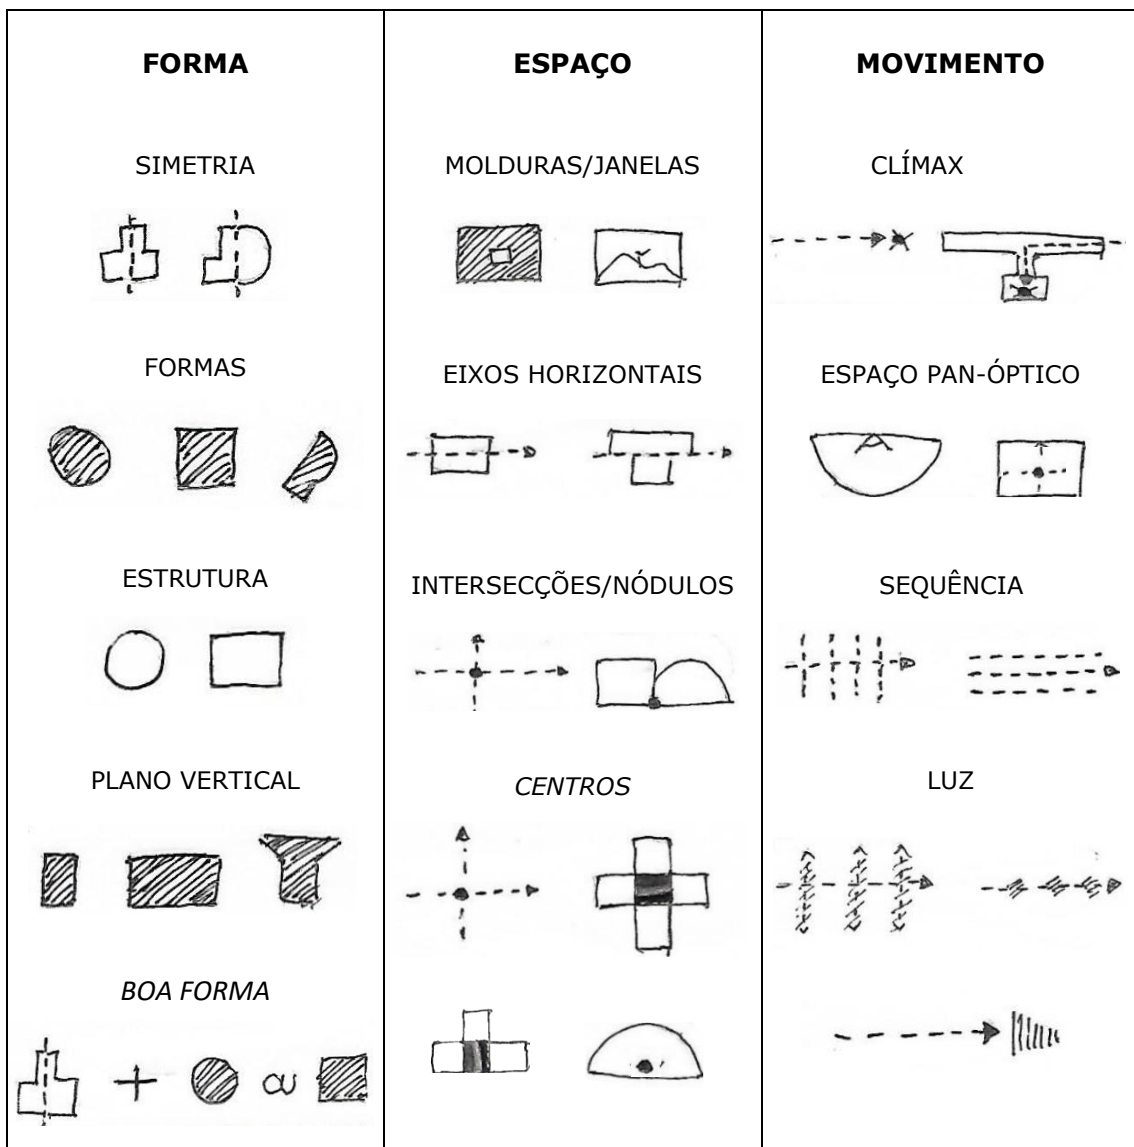 FORMA
SIMETRIA
FORMAS
ESTRUTURA
PLANO VERTICAL
BOA FORMA
ESPAÇO
MOLDURAS/JANELAS
EIXOS HORIZONTAIS
INTERSECÇÕES/NÓDULOS
CENTROS
MOVIMENTO
CLÍMAX
ESPAÇO PAN-ÓPTICO
SEQUÊNCIA
LUZ